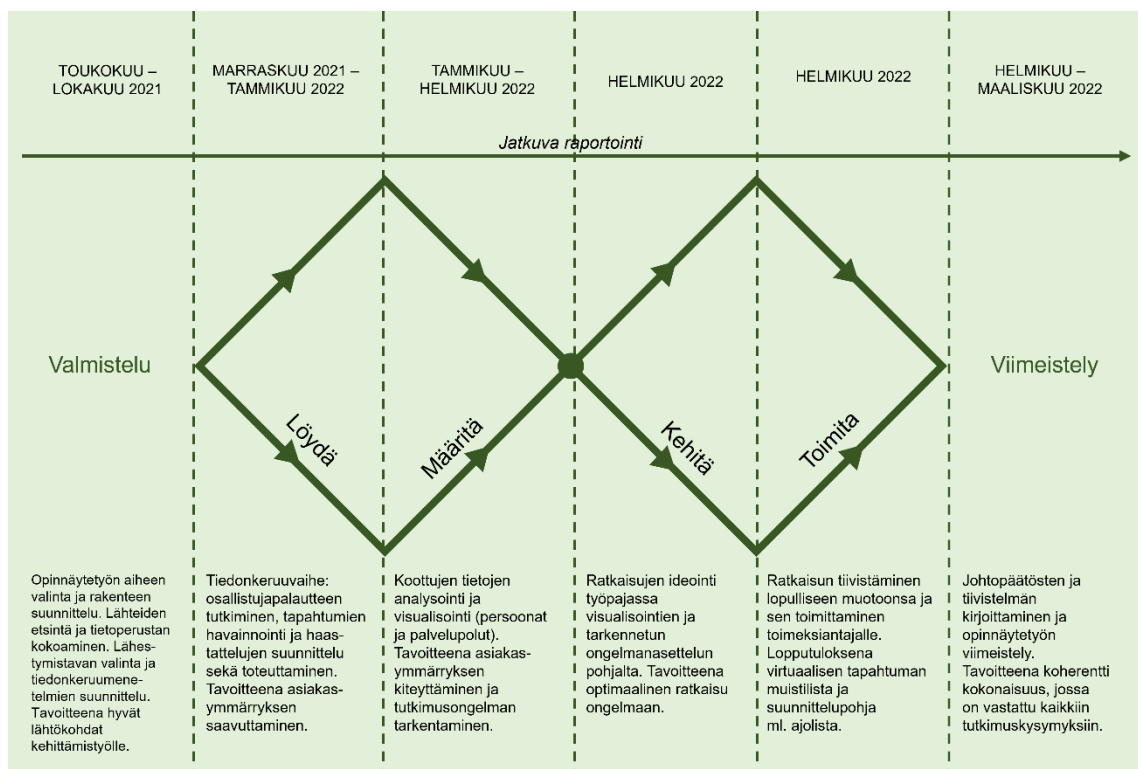 TOUKOKUU –
LOKAKUU 2021
MARRASKUU 2021 –
TAMMIKUU 2022
TAMMIKUU –
HELMIKUU 2022
HELMIKUU 2022
HELMIKUU 2022
HELMIKUU –
MAALISKUU 2022
Jatkuva raportointi
Valmistelu
Löydä
Määritä
Kehitä
Toimita
Viimeistely
Opinnäytetyön aiheen
valinta ja rakenteen
suunnittelu. Lähteiden
etsintä ja tietoperustan
kokoaminen. Lähes-
tymistavan valinta ja
tiedonkeruumene-
telmien suunnittelu.
Tavoitteena hyvät
lähtökohdat
kehittämistyölle.
Tiedonkeruuvaihe:
osallistujapalautteen
tutkiminen, tapahtumien
havainnointi ja haas-
tattelujen suunnittelu
sekä toteuttaminen.
Tavoitteena asiakas-
ymmärryksen
saavuttaminen.
Koottujen tietojen
analysointi ja
visualisointi (persoonat
ja palvelupolut).
Tavoitteena asiakas-
ymmärryksen
kiteyttäminen ja
tutkimusongelman
tarkentaminen.
Ratkaisujen ideointi
työpajassa
visualisointien ja
tarkennetun
ongelmanasettelun
pohjalta. Tavoitteena
optimaalinen ratkaisu
ongelmaan.
Ratkaisun tiivistäminen
lopulliseen muotoonsa ja
sen toimittaminen
toimeksiantajalle.
Lopputuloksena
virtuaalisen tapahtuman
muistilista ja
suunnittelupohja
ml. ajolista.
Johtopäätösten ja
tiivistelmän
kirjoittaminen ja
opinnäytetyön
viimeistely.
Tavoitteena koherentti
kokonaisuus, jossa
on vastattu kaikkiin
tutkimuskysymyksiin.